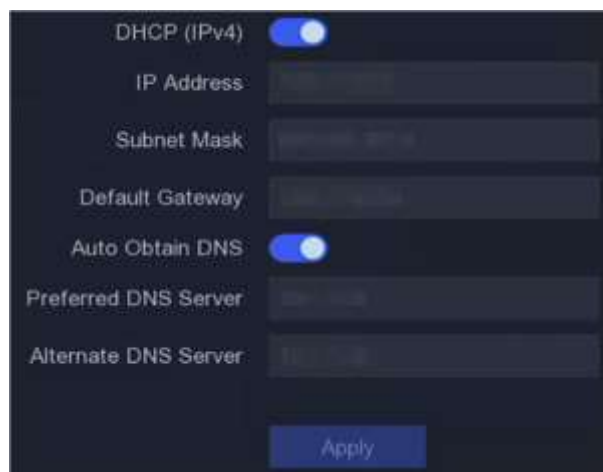 DHCP (IPv4)
IP Address
Subnet Mask
Default Gateway
Auto Obtain DNS
Preferred DNS Server
Alternate DNS Server
Apply